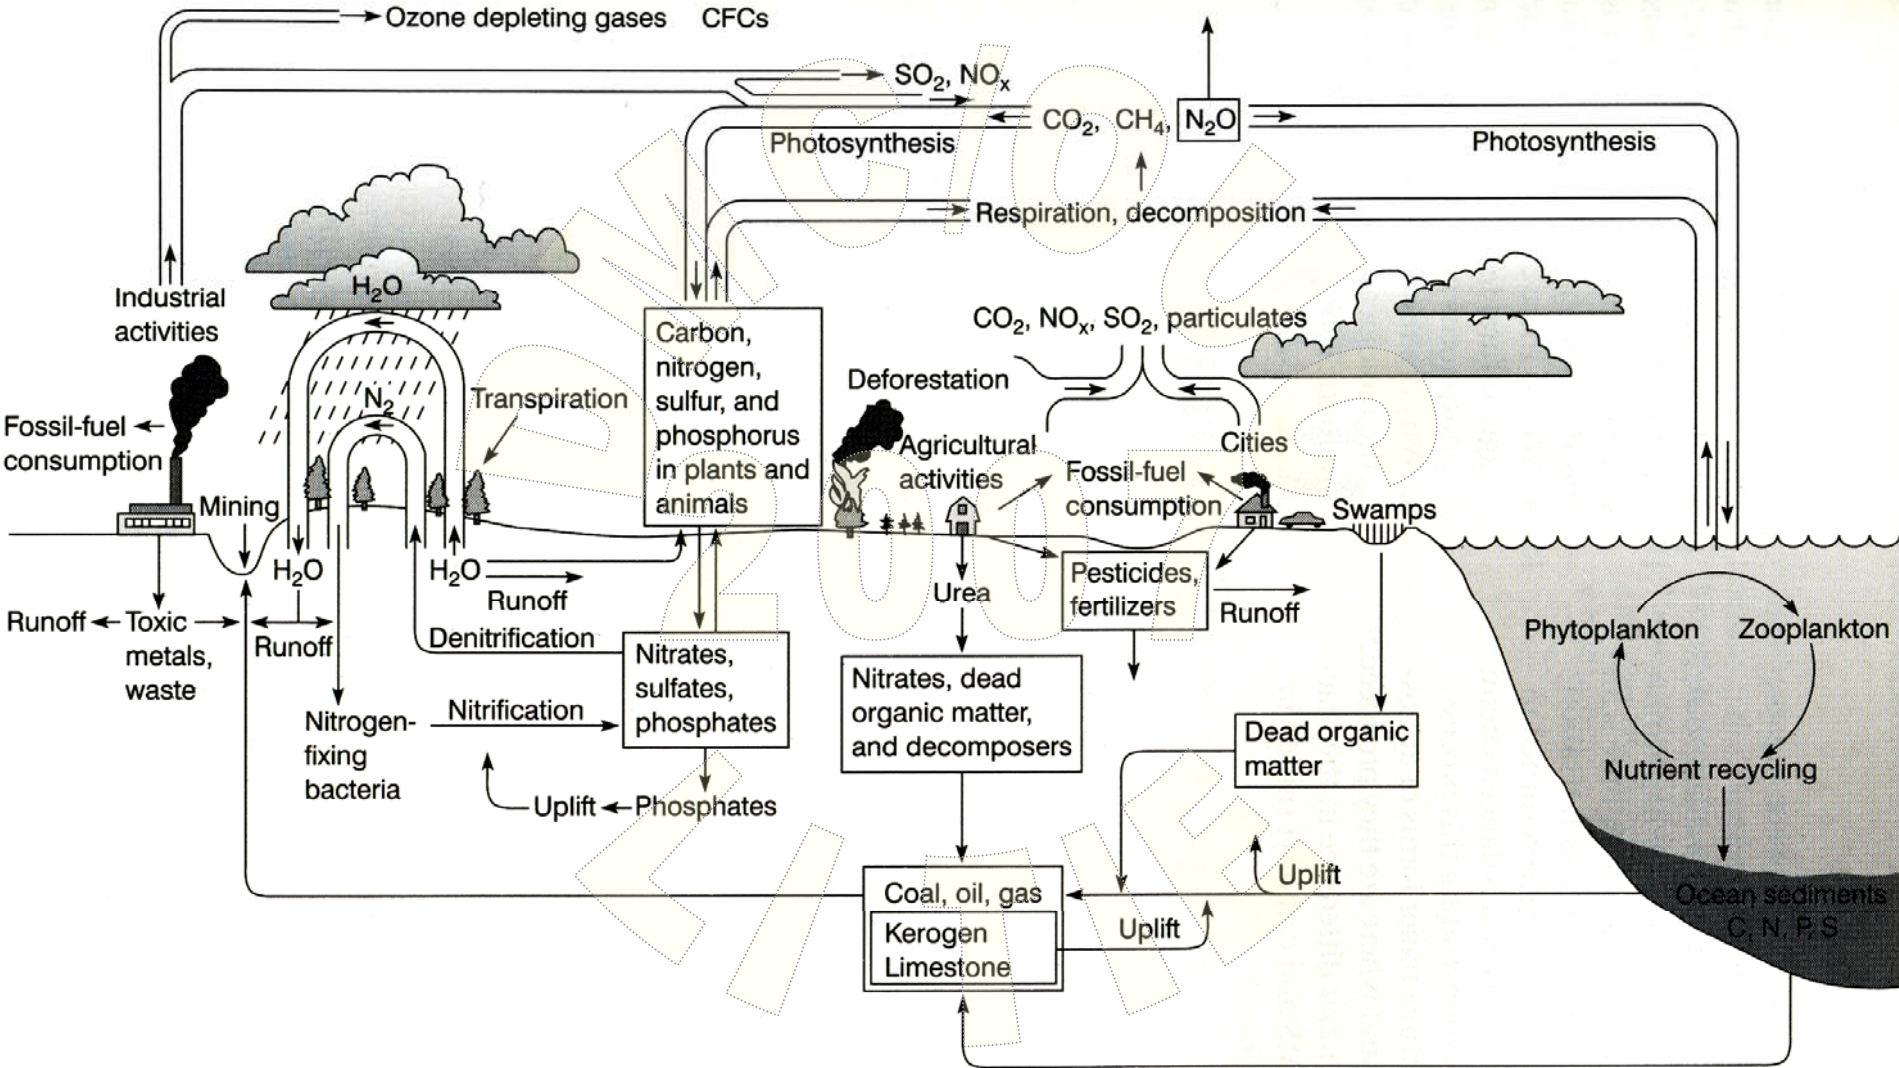 Ozone depleting gases CFCs
SO₂, NOₓ
CO₂, CH₄, N₂O
Photosynthesis
Photosynthesis
Respiration, decomposition
Industrial
activities
H₂O
N₂
Transpiration
Fossil-fuel
consumption
Mining
Carbon,
nitrogen,
sulfur, and
phosphorus
in plants and
animals
CO₂, NOₓ, SO₂, particulates
Deforestation
Agricultural
activities
Fossil-fuel
consumption
Cities
Swamps
H₂O
H₂O
Runoff
Urea
Pesticides,
fertilizers
Runoff
Runoff
Toxic
metals,
waste
Runoff
Denitrification
Nitrates,
sulfates,
phosphates
Nitrogen-
fixing
bacteria
Nitrification
Uplift
Phosphates
Nitrates, dead
organic matter,
and decomposers
Dead organic
matter
Phytoplankton
Zooplankton
Nutrient recycling
Coal, oil, gas
Kerogen
Limestone
Uplift
Uplift
Ocean sediments
C, N, P, S
DMC/OUCTS
2007
LITE